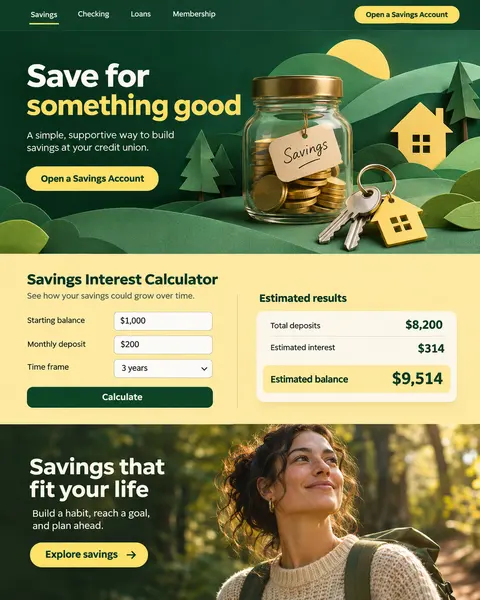 Savings
Checking
Loans
Membership
Open a Savings Account
Save for
something good
A simple, supportive way to build
savings at your credit union.
Open a Savings Account
Savings
Savings Interest Calculator
See how your savings could grow over time.
Starting balance
$1,000
Monthly deposit
$200
Time frame
3 years
Calculate
Estimated results
Total deposits
$8,200
Estimated interest
$314
Estimated balance
$9,514
Savings that
fit your life
Build a habit, reach a goal,
and plan ahead.
Explore savings